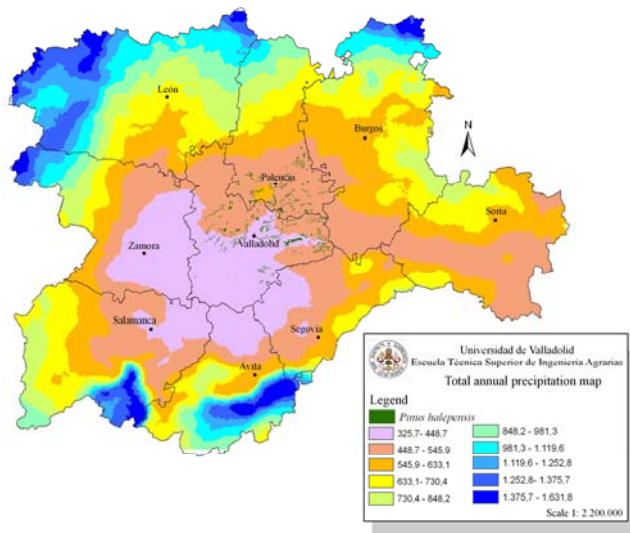 León
Burgos
N
Palencia
Soria
Valladolid
Zamora
Salamanca
Segovia
Ávila
Universidad de Valladolid
Escuela Técnica Superior de Ingenieria Agrarias
Total annual precipitation map
Legend
Pinus halepensis
325,7- 448,7
448,7 - 545,9
545,9 - 633,1
633,1- 730,4
730,4 - 848,2
848,2 - 981,3
981,3 - 1.119,6
1.119,6 - 1.252,8
1.252,8- 1.375,7
1.375,7 - 1.631,8
Scale 1: 2.200.000